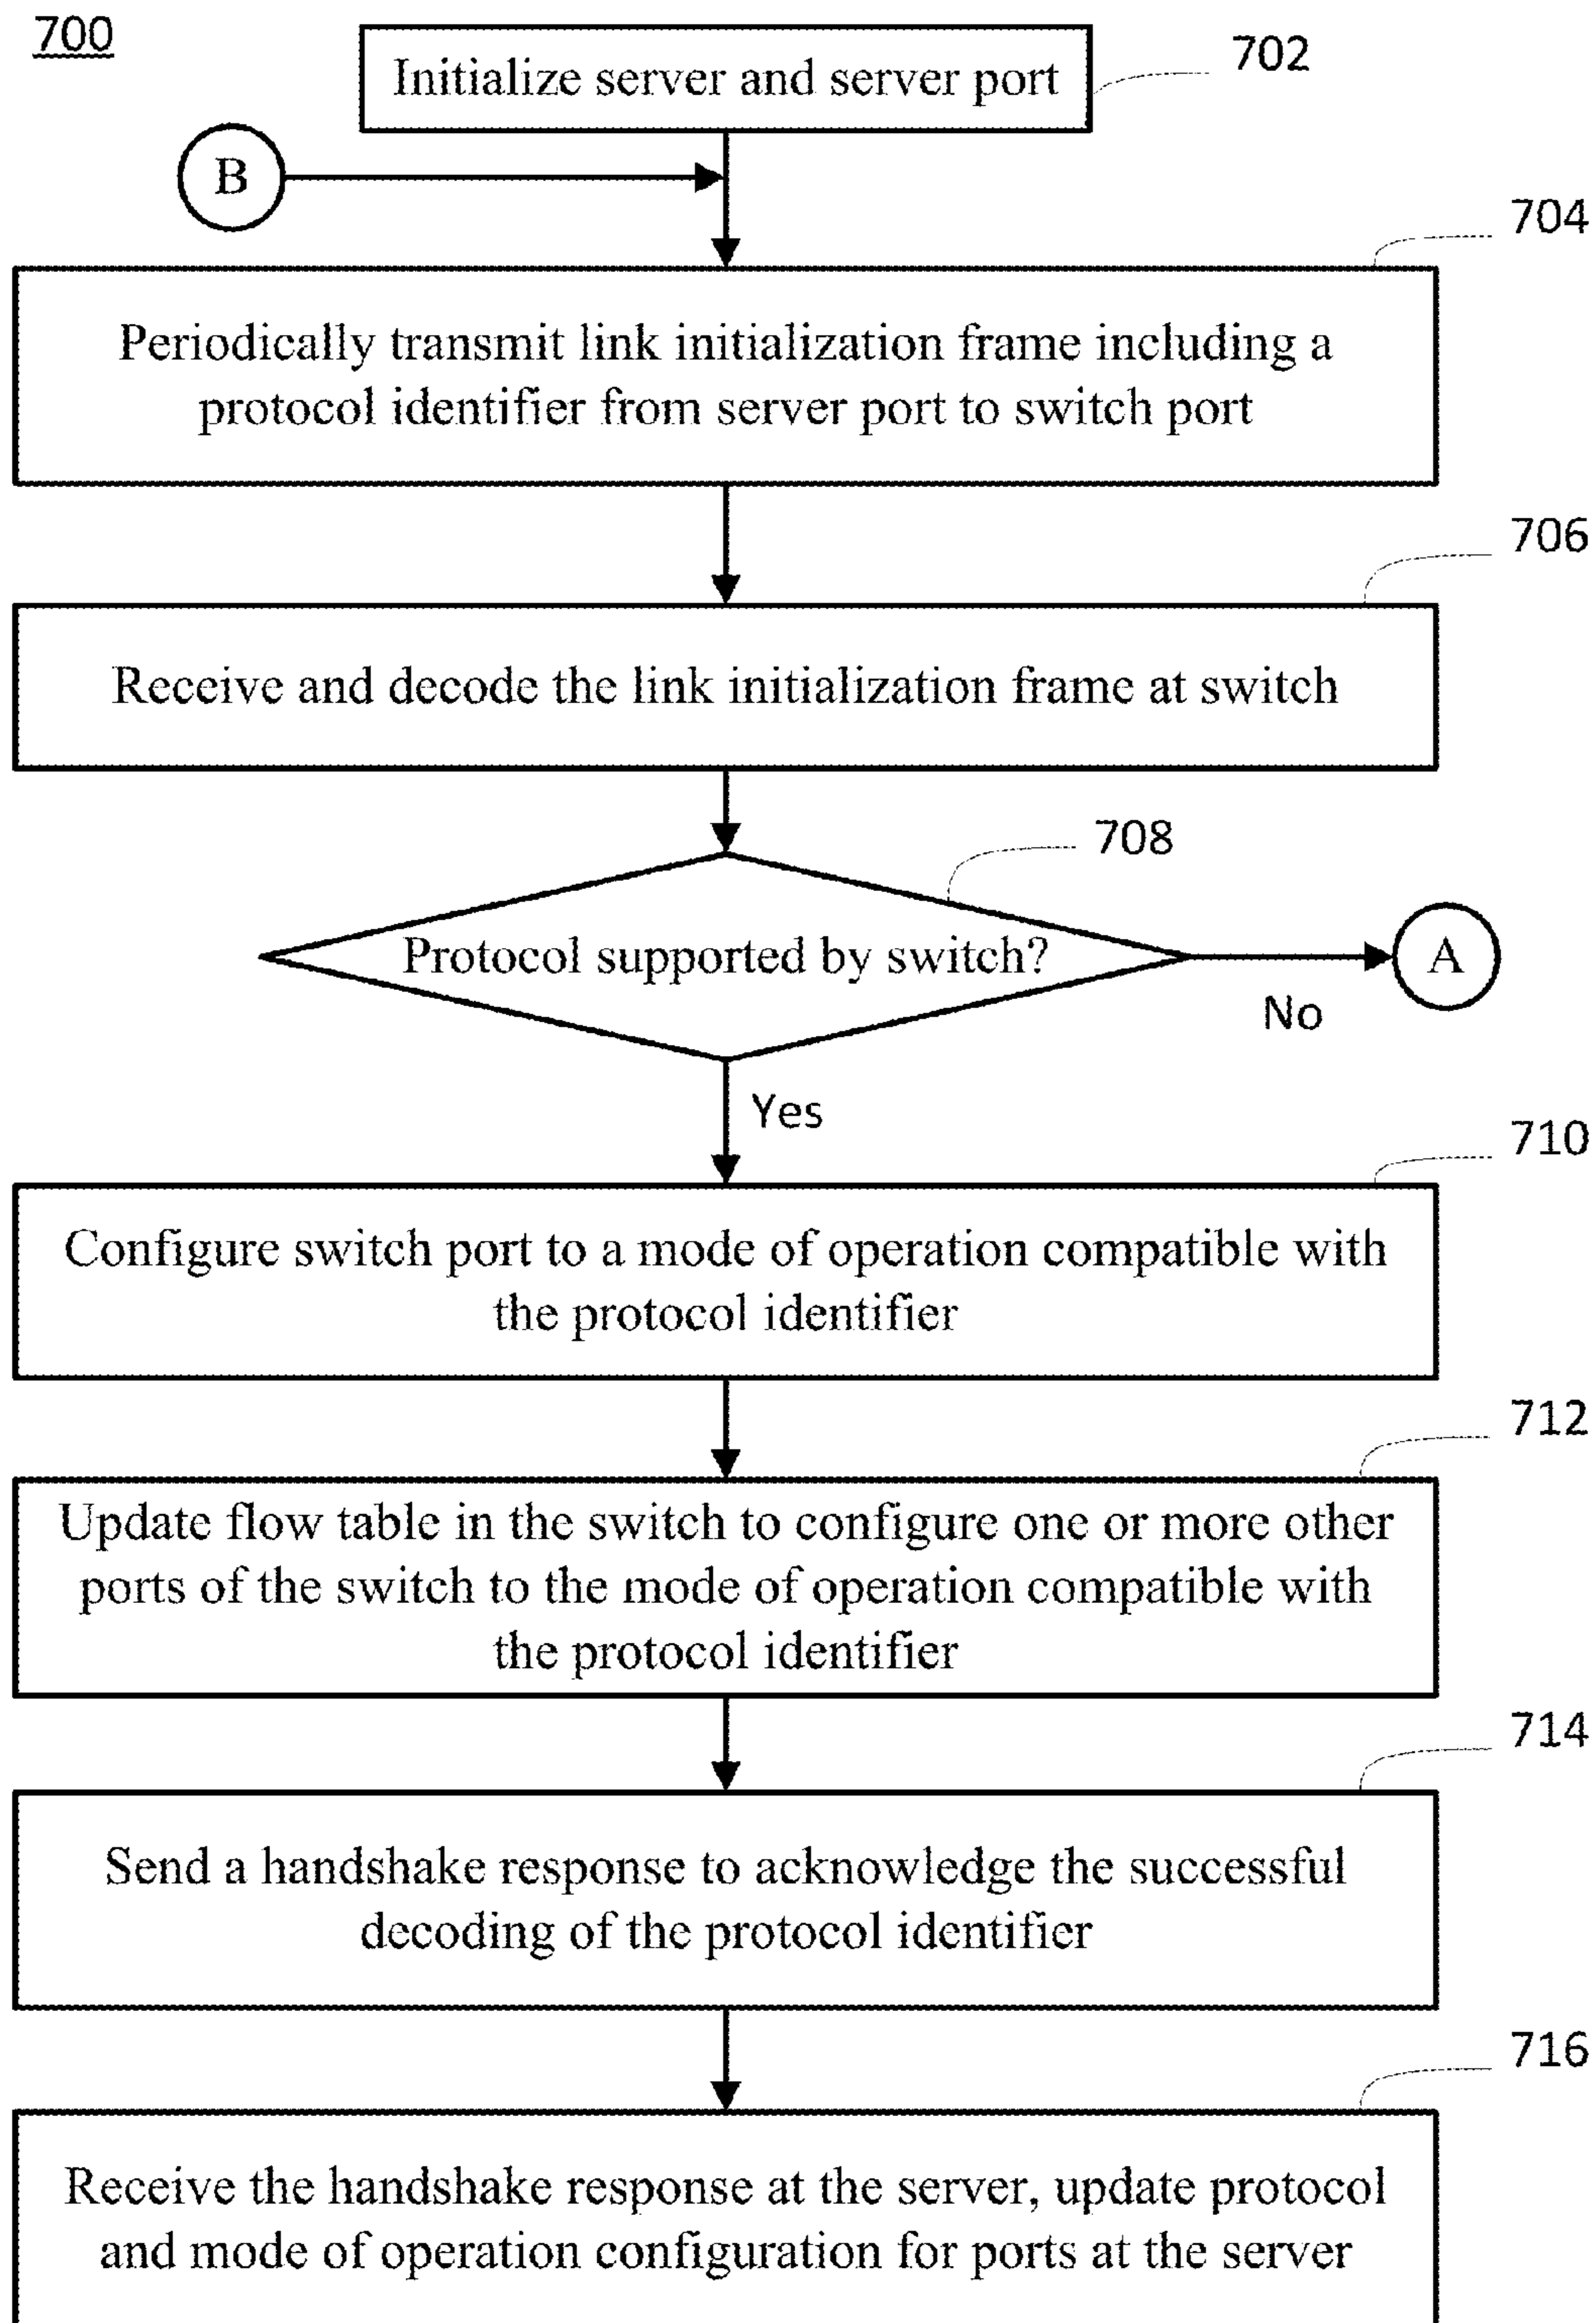 700
Initialize server and server port
702
B
704
Periodically transmit link initialization frame including a
protocol identifier from server port to switch port
706
Receive and decode the link initialization frame at switch
708
Protocol supported by switch?
A
No
Yes
710
Configure switch port to a mode of operation compatible with
the protocol identifier
712
Update flow table in the switch to configure one or more other
ports of the switch to the mode of operation compatible with
the protocol identifier
714
Send a handshake response to acknowledge the successful
decoding of the protocol identifier
716
Receive the handshake response at the server, update protocol
and mode of operation configuration for ports at the server